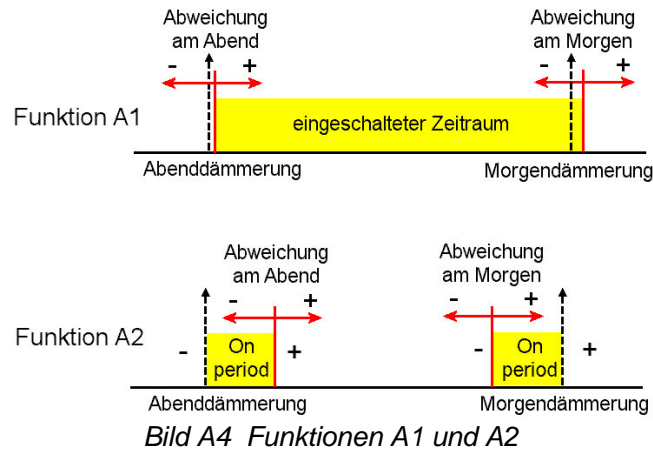 Abweichung
am Abend
- +
Abweichung
am Morgen
- +
Funktion A1
eingeschalteter Zeitraum
Abenddämmerung
Morgendämmerung
Abweichung
am Abend
- +
Abweichung
am Morgen
- +
Funktion A2
-
On
period
+
-
On
period
+
Abenddämmerung
Morgendämmerung
Bild A4 Funktionen A1 und A2